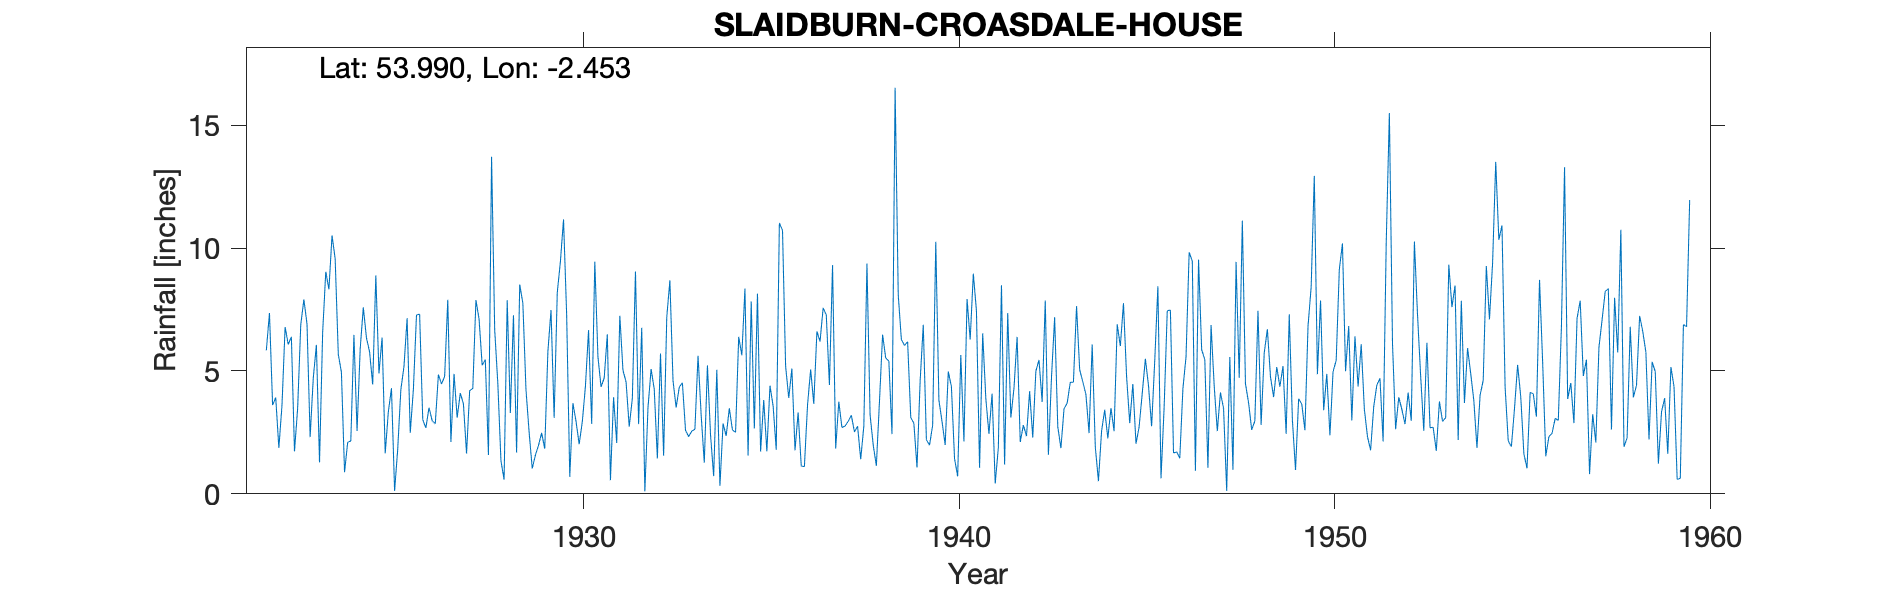 SLAIDBURN-CROASDALE-HOUSE
Lat: 53.990, Lon: -2.453
15
10
5
0
Rainfall [inches]
1930 1940 1950 1960
Year